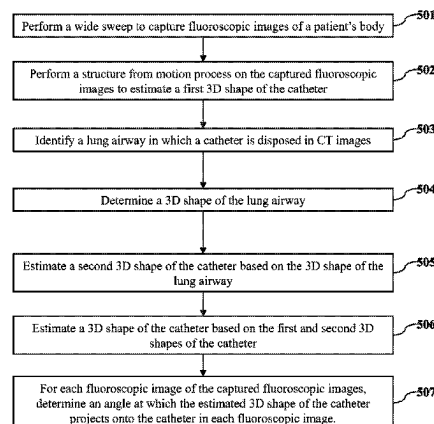 Perform a wide sweep to capture fluoroscopic images of a patient's body
501
Perform a structure from motion process on the captured fluoroscopic
images to estimate a first 3D shape of the catheter
502
Identify a lung airway in which a catheter is disposed in CT images
503
Determine a 3D shape of the lung airway
504
Estimate a second 3D shape of the catheter based on the 3D shape of the
lung airway
505
Estimate a 3D shape of the catheter based on the first and second 3D
shapes of the catheter
506
For each fluoroscopic image of the captured fluoroscopic images,
determine an angle at which the estimated 3D shape of the catheter
projects onto the catheter in each fluoroscopic image.
507